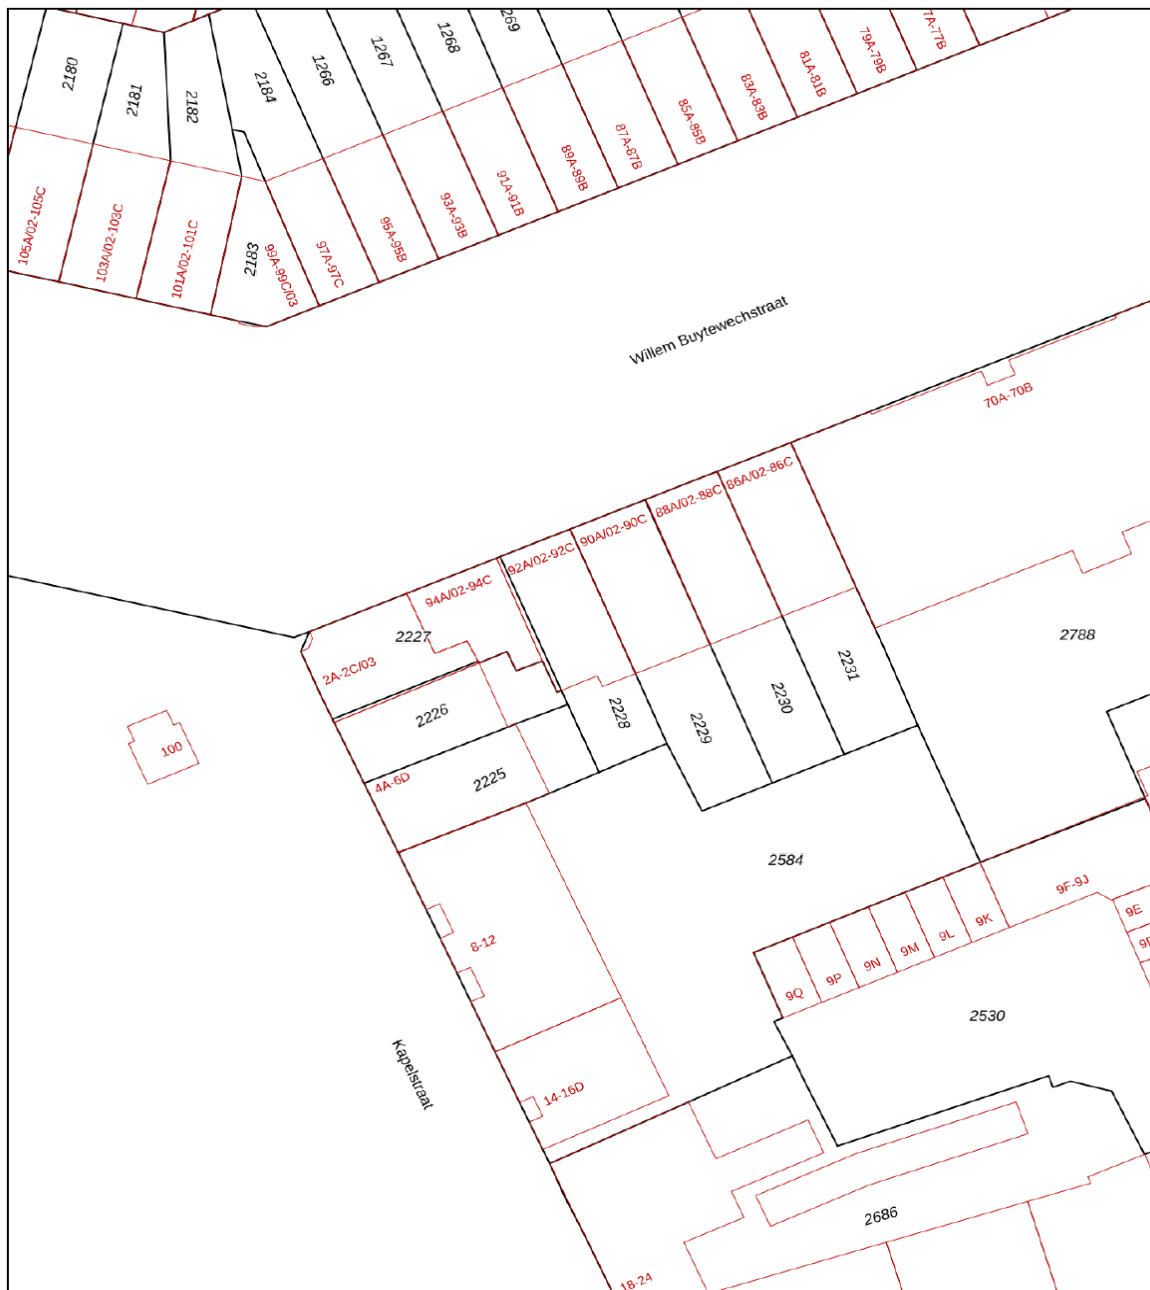 2180
2181
2182
2184
1266
1267
1268
269
7A-77B
79A-79B
81A-81B
83A-83B
85A-85B
87A-87B
89A-89B
91A-91B
93A-93B
95A-95B
97A-97C
99A-99C/03
2183
101A/02-101C
103A/02-103C
105A/02-105C
Willem Buytewechstraat
70A-70B
86A/02-86C
88A/02-88C
90A/02-90C
92A/02-92C
94A/02-94C
2227
2A-2C/03
2226
2228
2229
2230
2231
2788
100
4A-6D
2225
2584
9F-9J
9E
9K
9L
9M
9N
9P
9Q
8-12
2530
Kapelstraat
14-16D
2686
18-24